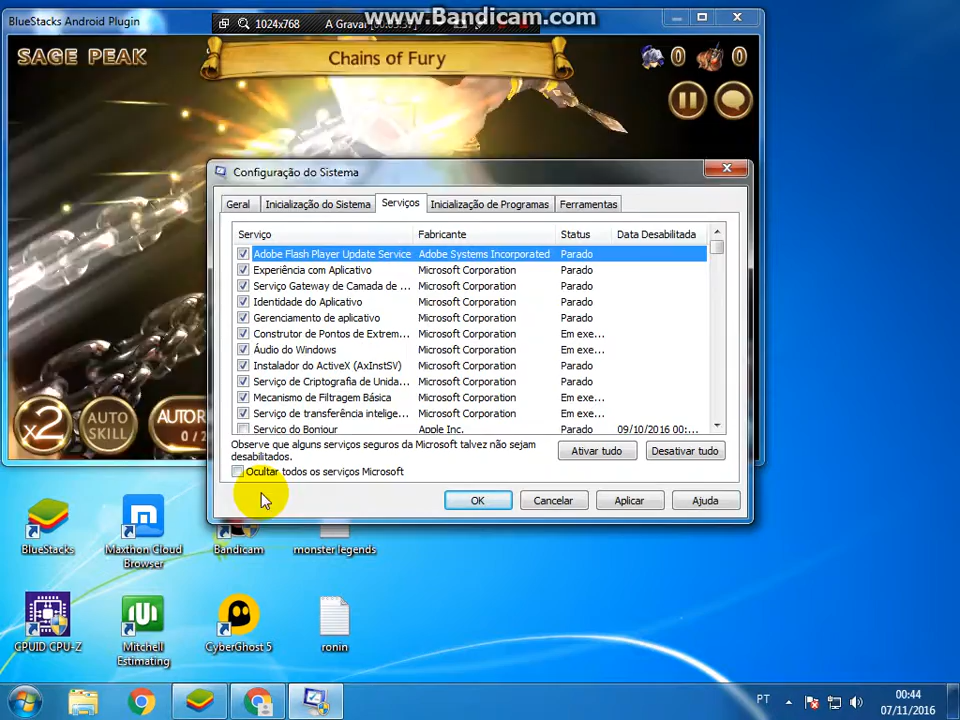 BlueStacks Android Plugin
1024x768
A Gravar
www.Bandicam.com
SAGE PEAK
Chains of Fury
0
0
Configuração do Sistema
Geral
Inicialização do Sistema
Serviços
Inicialização de Programas
Ferramentas
Serviço Fabricante Status Data Desabilitada
Adobe Flash Player Update Service Adobe Systems Incorporated Parado
Experiência com Aplicativo Microsoft Corporation Parado
Serviço Gateway de Camada de ... Microsoft Corporation Parado
Identidade do Aplicativo Microsoft Corporation Parado
Gerenciamento de aplicativo Microsoft Corporation Parado
Construtor de Pontos de Extrem... Microsoft Corporation Em exe...
Áudio do Windows Microsoft Corporation Em exe...
Instalador do ActiveX (AxInstSV) Microsoft Corporation Parado
Serviço de Criptografia de Unida... Microsoft Corporation Parado
Mecanismo de Filtragem Básica Microsoft Corporation Em exe...
Serviço de transferência intelige... Microsoft Corporation Em exe...
Serviço do Bonjour Apple Inc. Parado 09/10/2016 00:...
Observe que alguns serviços seguros da Microsoft talvez não sejam
desabilitados.
Ativar tudo
Desativar tudo
Ocultar todos os serviços Microsoft
OK
Cancelar
Aplicar
Ajuda
x2
AUTO
SKILL
AUTOR
0 / 2
BlueStacks
Maxthon Cloud
Browser
Bandicam
monster legends
CPUID CPU-Z
Mitchell
Estimating
CyberGhost 5
ronin
PT
00:44
07/11/2016